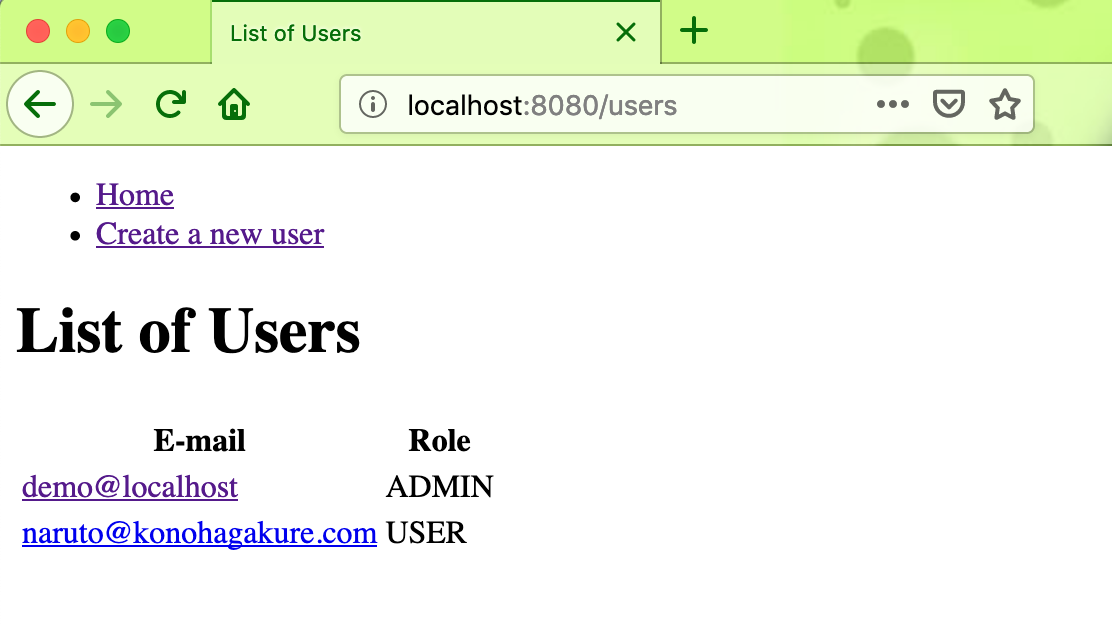 List of Users
localhost:8080/users
Home
Create a new user
List of Users
E-mail Role
demo@localhost ADMIN
naruto@konohagakure.com USER